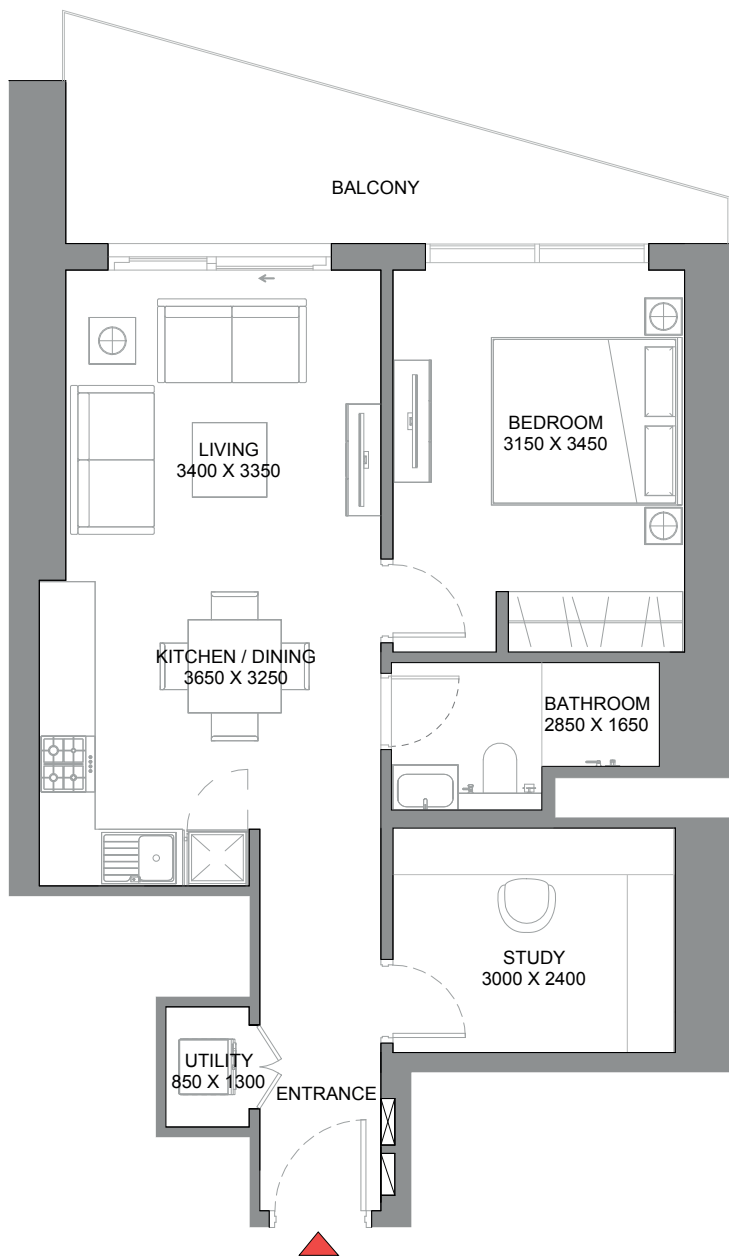 BALCONY
LIVING
3400 X 3350
BEDROOM
3150 X 3450
KITCHEN / DINING
3650 X 3250
BATHROOM
2850 X 1650
STUDY
3000 X 2400
UTILITY
850 X 1300
ENTRANCE